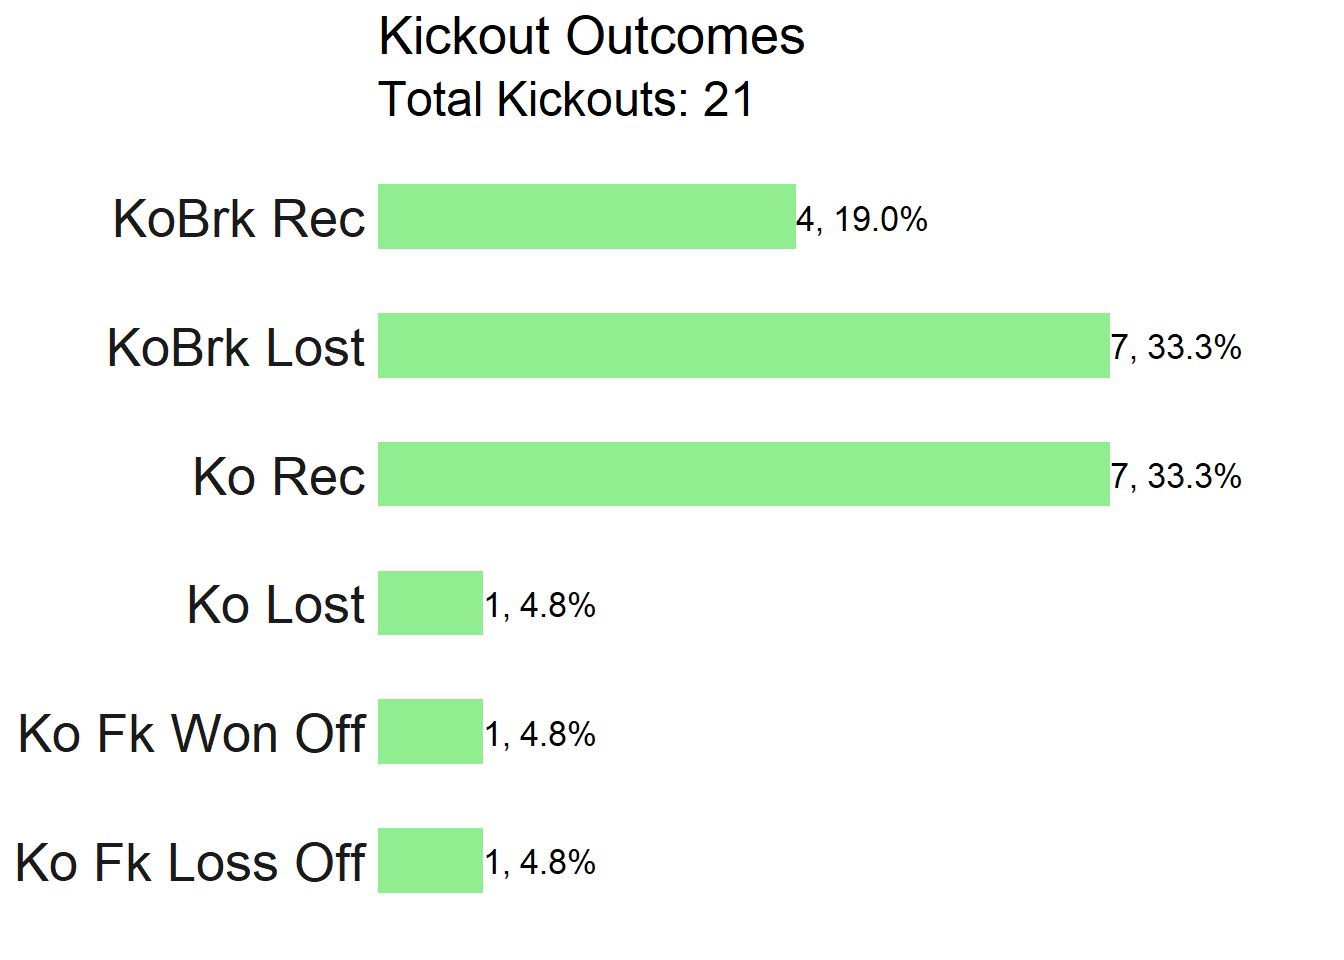 Kickout Outcomes
Total Kickouts: 21
KoBrk Rec 4, 19.0%
KoBrk Lost 7, 33.3%
Ko Rec 7, 33.3%
Ko Lost 1, 4.8%
Ko Fk Won Off 1, 4.8%
Ko Fk Loss Off 1, 4.8%